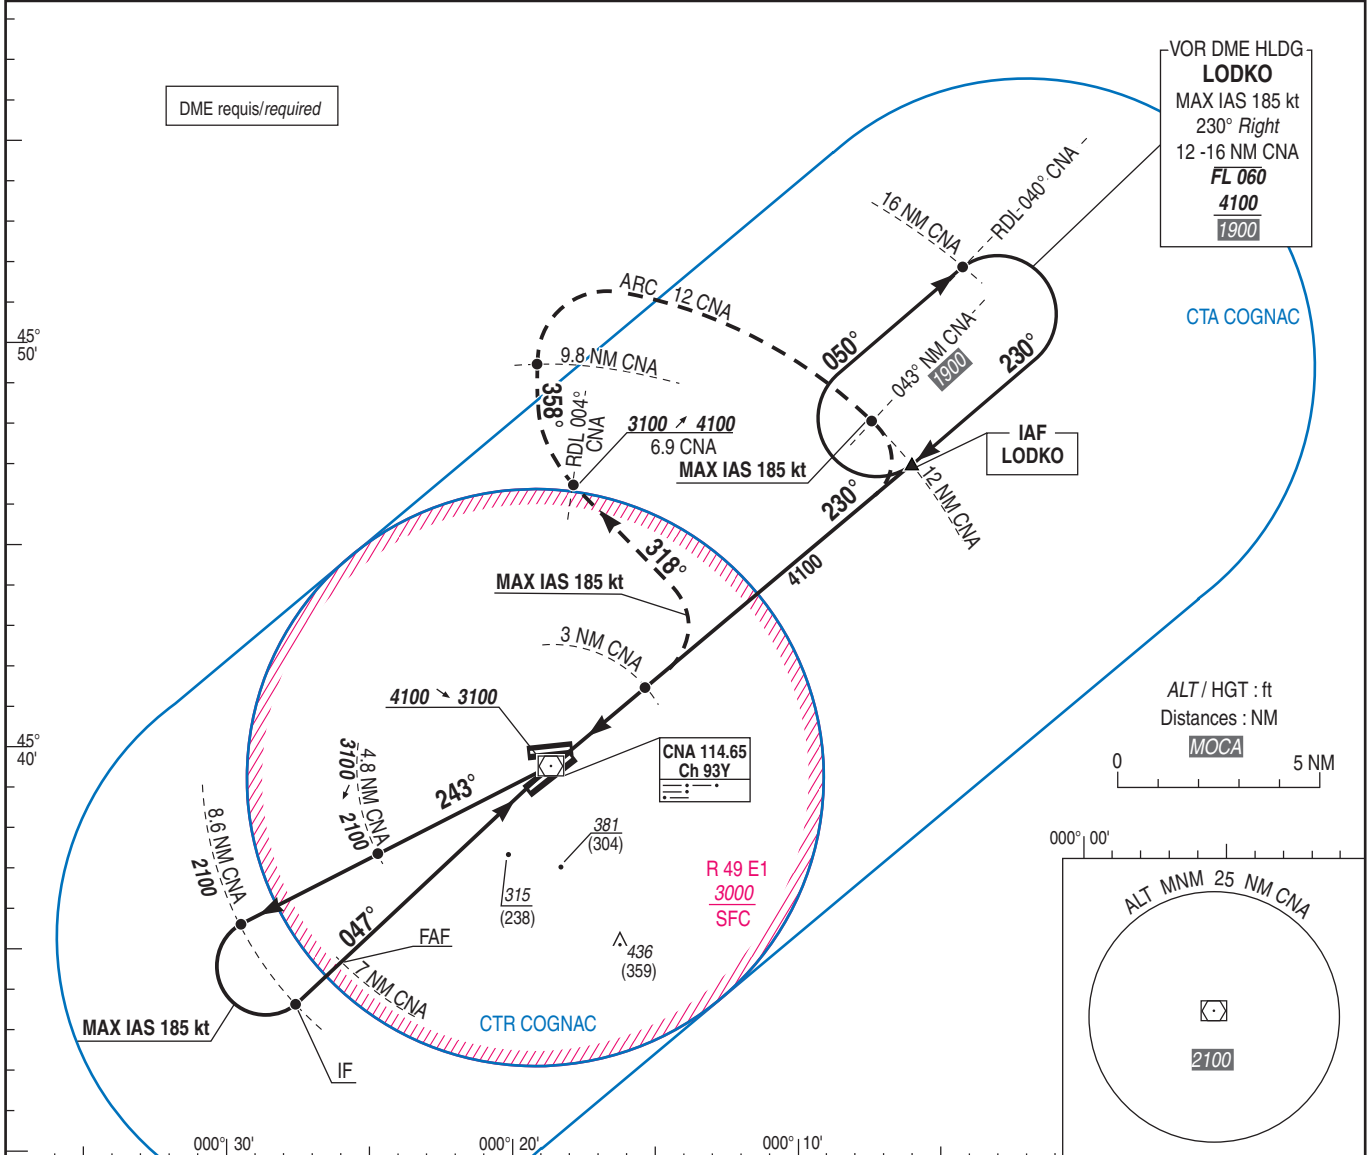 VOR DME HLDG
LODKO
MAX IAS 185 kt
230° Right
12 -16 NM CNA
FL 060
4100
1900
DME requis/required
16 NM CNA
RDL 040° CNA
ARC 12 CNA
CTA COGNAC
45°
50'
9.8 NM CNA
050°
043° NM CNA
1900
230°
358°
RDL 004°
CNA
3100 ↗ 4100
6.9 CNA
MAX IAS 185 kt
IAF
LODKO
12 NM CNA
230°
4100
318°
MAX IAS 185 kt
3 NM CNA
4100 ↘ 3100
ALT / HGT : ft
Distances : NM
MOCA
0 5 NM
45°
40'
CNA 114.65
Ch 93Y
4.8 NM CNA
3100 ↘ 2100
243°
8.6 NM CNA
2100
381
(304)
315
(238)
436
(359)
R 49 E1
3000
SFC
047°
FAF
7 NM CNA
CTR COGNAC
MAX IAS 185 kt
IF
000° 00'
ALT MNM 25 NM CNA
2100
000° 30'
000° 20'
000° 10'